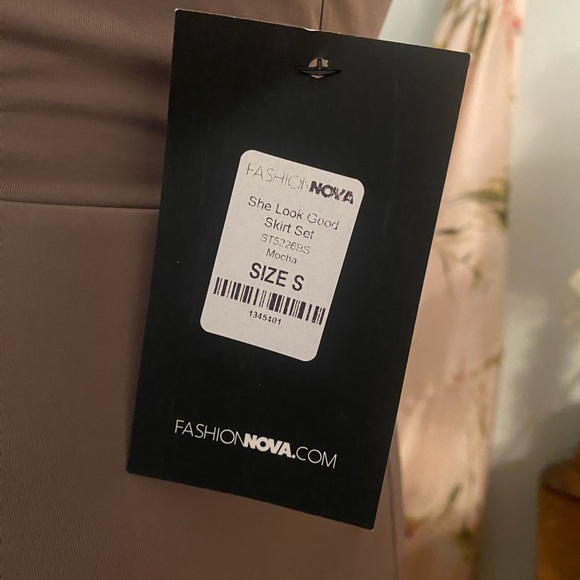 FASHIONNOVA
She Look Good
Skirt Set
ST5226BS
Mocha
SIZE S
1345401
FASHIONNOVA.COM